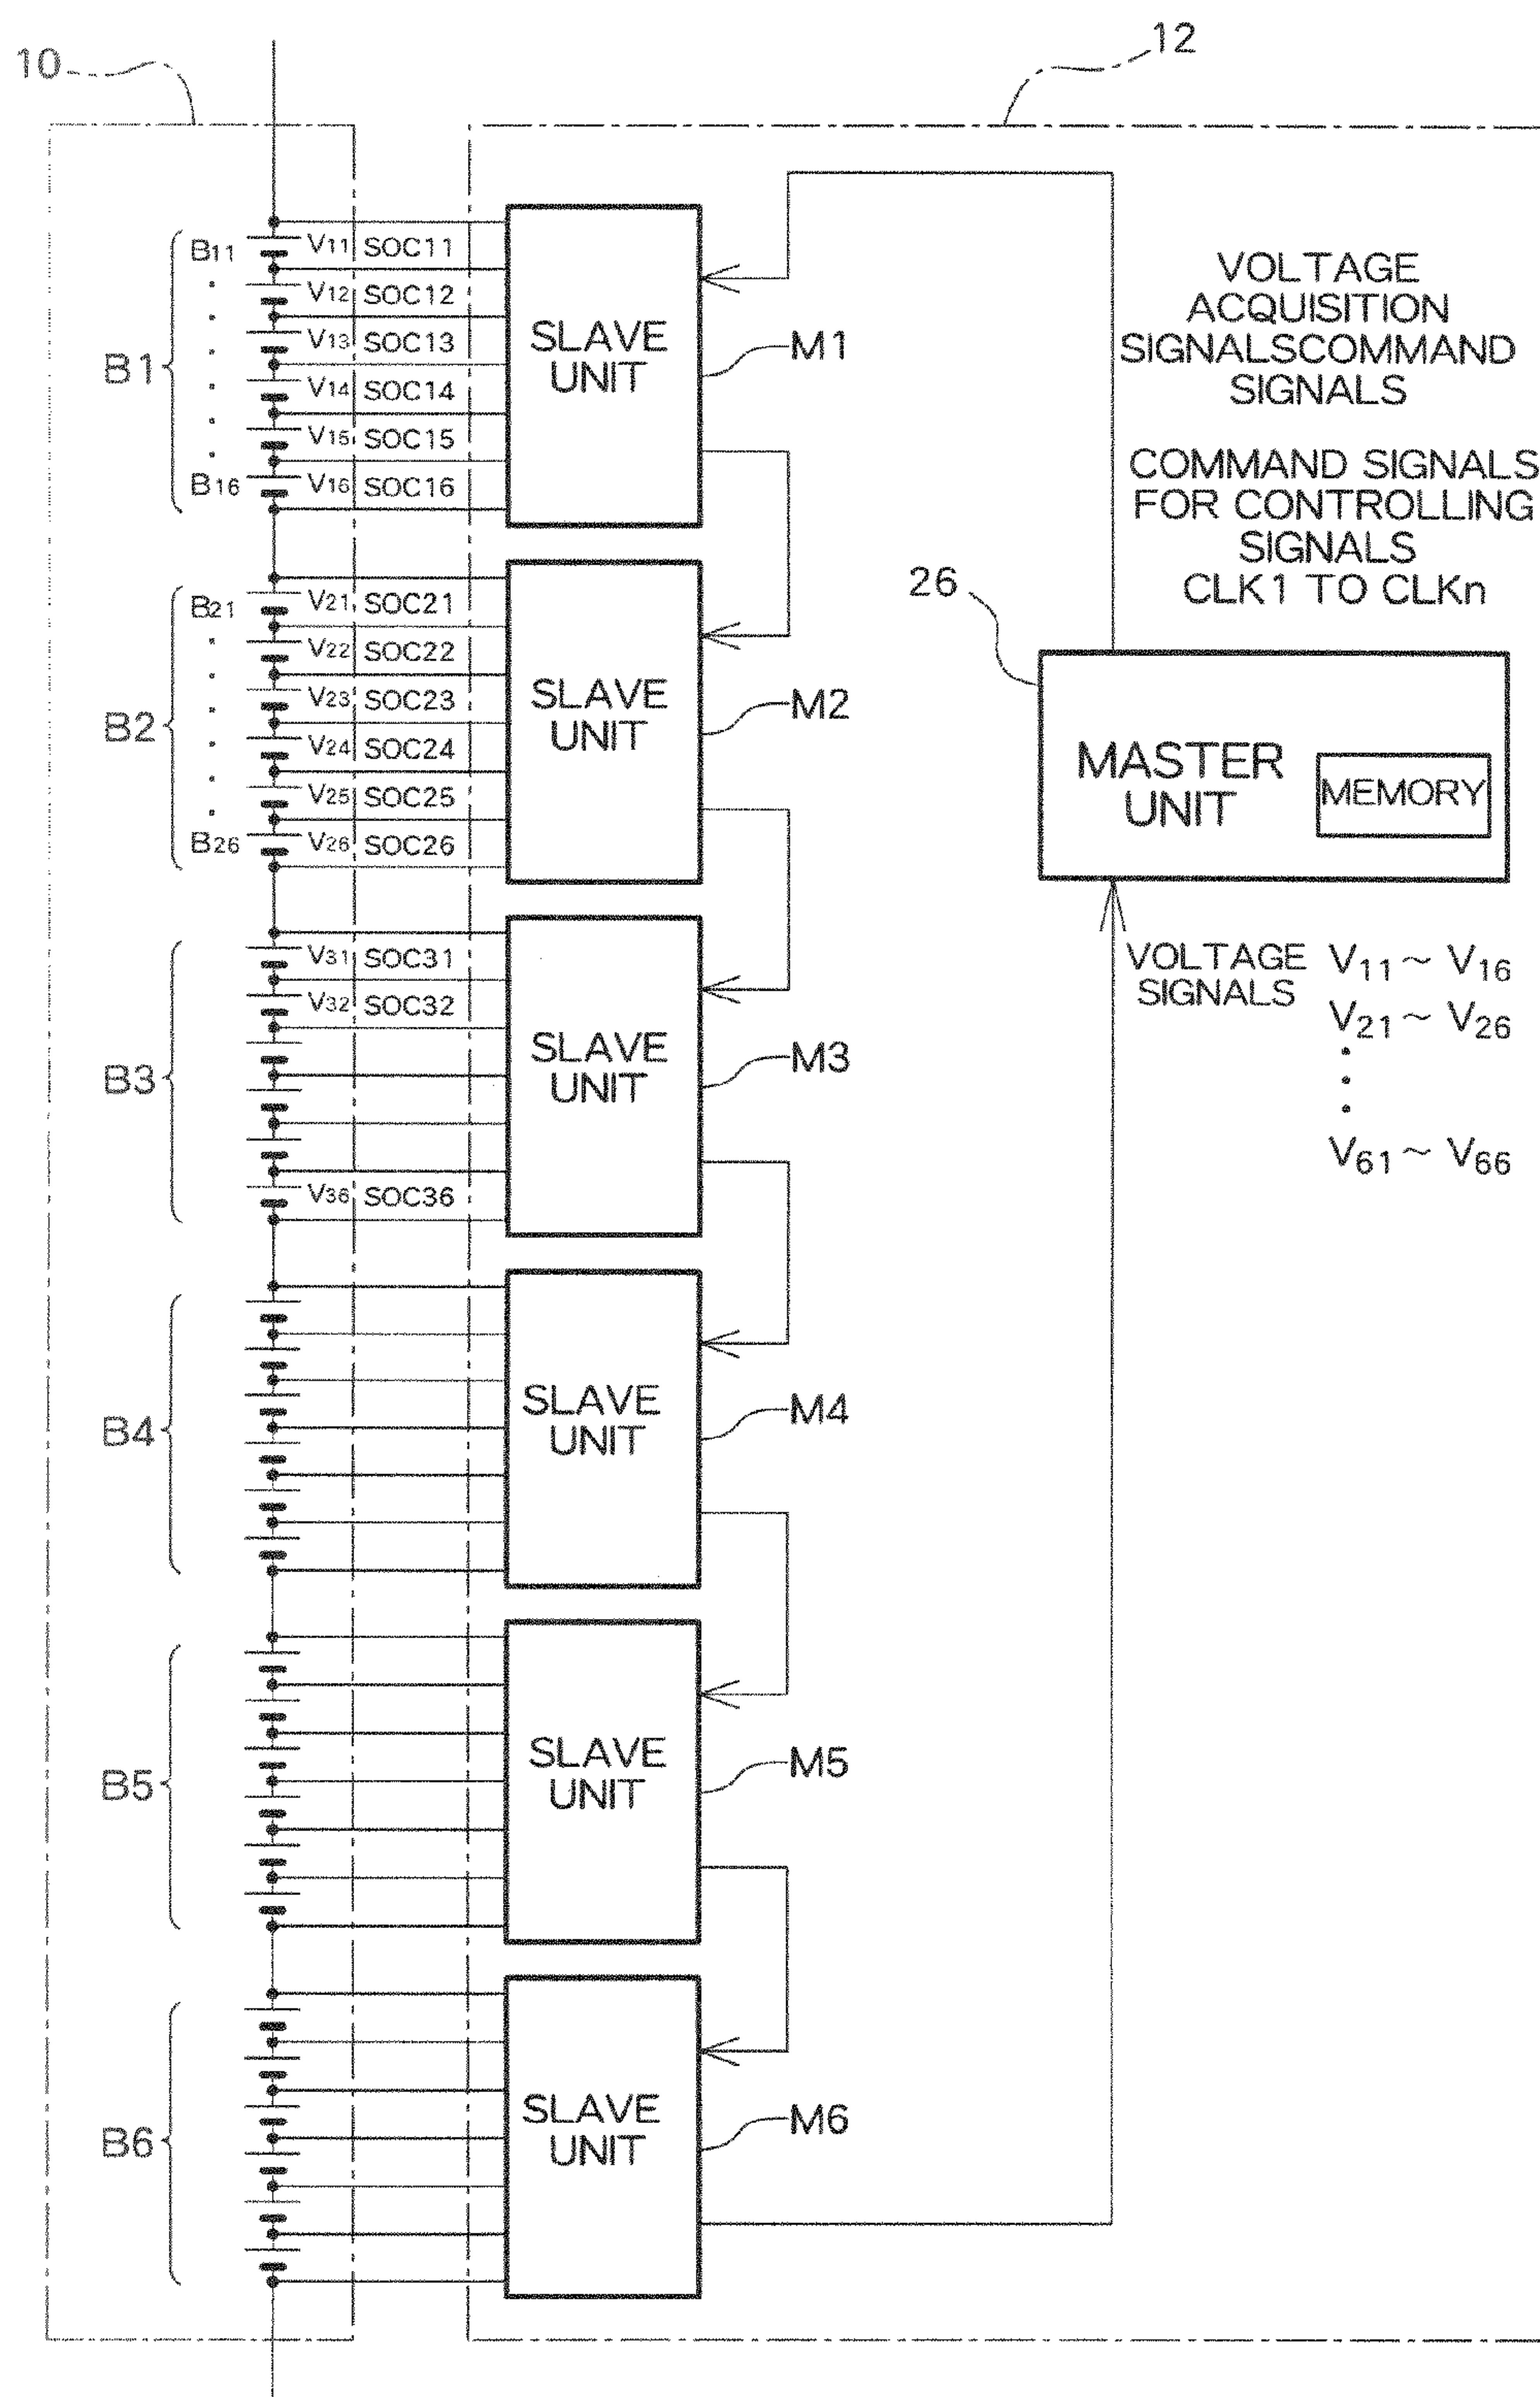 10
12
B11
V11 SOC11
V12 SOC12
V13 SOC13
V14 SOC14
V15 SOC15
B16
V16 SOC16
B1
SLAVE
UNIT
M1
VOLTAGE
ACQUISITION
SIGNALSCOMMAND
SIGNALS
COMMAND SIGNALS
FOR CONTROLLING
SIGNALS
CLK1 TO CLKn
B21
V21 SOC21
V22 SOC22
V23 SOC23
V24 SOC24
V25 SOC25
B26
V26 SOC26
B2
SLAVE
UNIT
M2
26
MASTER
UNIT
MEMORY
V31 SOC31
V32 SOC32
V36 SOC36
B3
SLAVE
UNIT
M3
VOLTAGE
SIGNALS
V11 ~ V16
V21 ~ V26
V61 ~ V66
B4
SLAVE
UNIT
M4
B5
SLAVE
UNIT
M5
B6
SLAVE
UNIT
M6